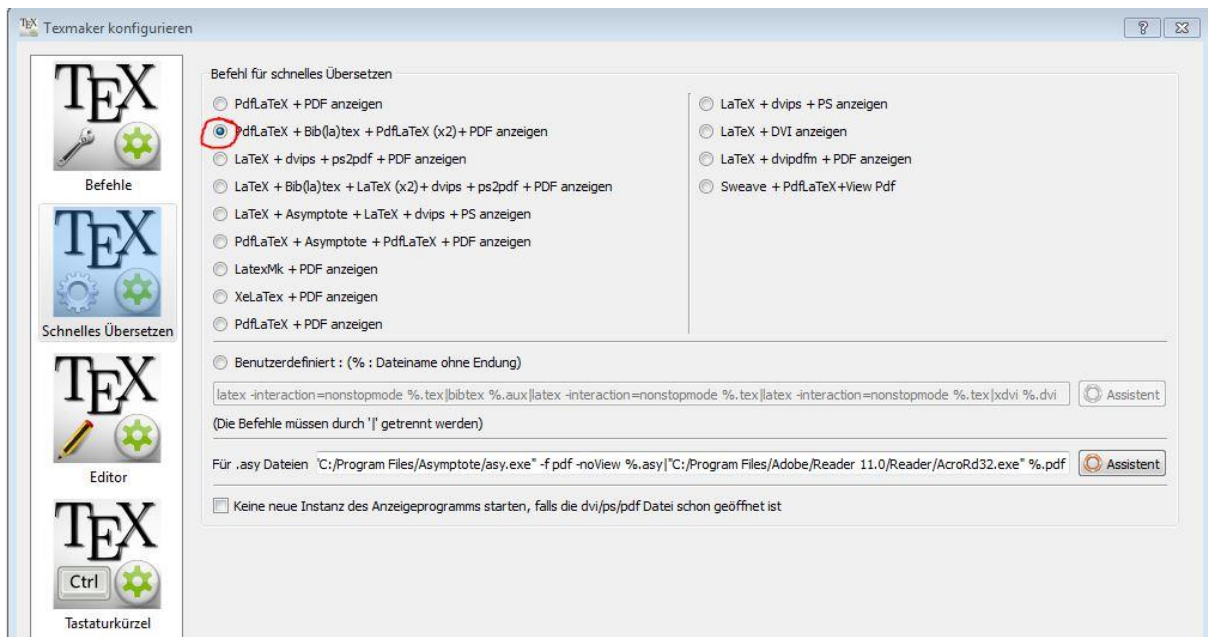 TEX Texmaker konfigurieren
TEX
Befehle
TEX
Schnelles Übersetzen
TEX
Editor
TEX
Ctrl
Tastaturkürzel
Befehl für schnelles Übersetzen
PdfLaTeX + PDF anzeigen
PdfLaTeX + Bib(la)tex + PdfLaTeX (x2)+ PDF anzeigen
LaTeX + dvips + ps2pdf + PDF anzeigen
LaTeX + Bib(la)tex + LaTeX (x2)+ dvips + ps2pdf + PDF anzeigen
LaTeX + Asymptote + LaTeX + dvips + PS anzeigen
PdfLaTeX + Asymptote + PdfLaTeX + PDF anzeigen
LatexMk + PDF anzeigen
XeLaTex + PDF anzeigen
PdfLaTeX + PDF anzeigen
LaTeX + dvips + PS anzeigen
LaTeX + DVI anzeigen
LaTeX + dvipdfm + PDF anzeigen
Sweave + PdfLaTeX+View Pdf
Benutzerdefiniert : (% : Dateiname ohne Endung)
latex -interaction=nonstopmode %.tex|bibtex %.aux|latex -interaction=nonstopmode %.tex|latex -interaction=nonstopmode %.tex|xdvi %.dvi Assistent
(Die Befehle müssen durch '|' getrennt werden)
Für .asy Dateien "C:/Program Files/Asymptote/asy.exe" -f pdf -noView %.asy|"C:/Program Files/Adobe/Reader 11.0/Reader/AcroRd32.exe" %.pdf Assistent
Keine neue Instanz des Anzeigeprogramms starten, falls die dvi/ps/pdf Datei schon geöffnet ist